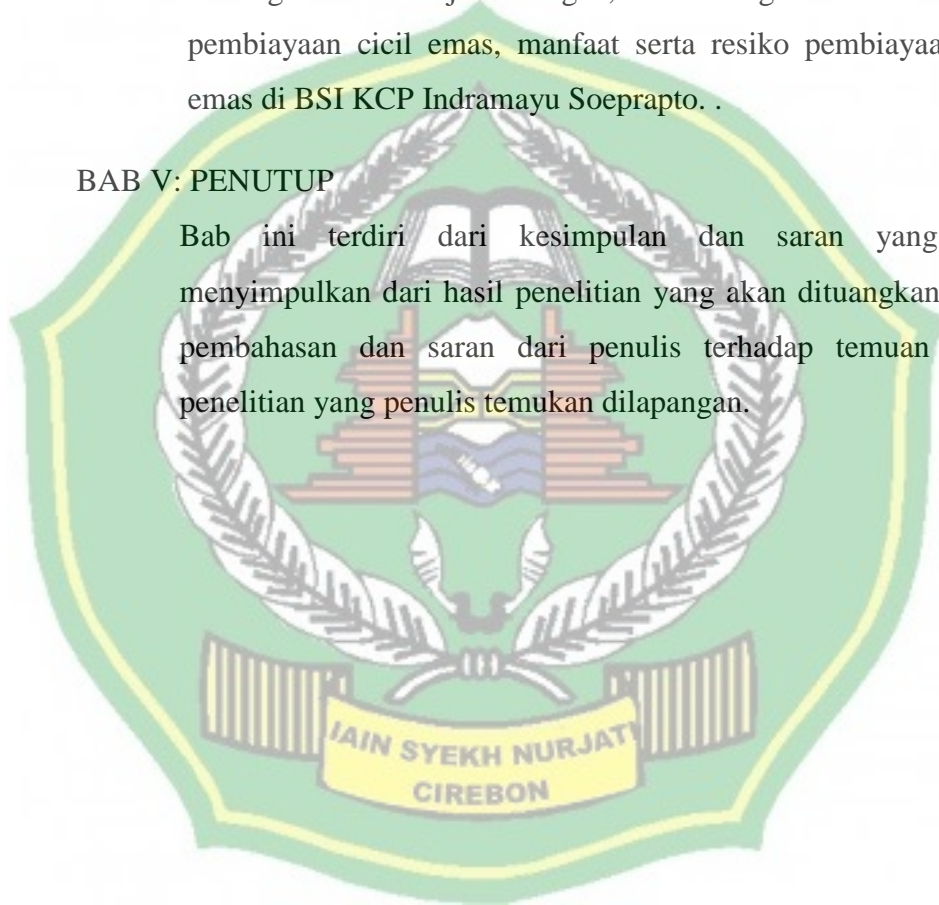 pembiayaan cicil emas, manfaat serta resiko pembiayaa
emas di BSI KCP Indramayu Soeprapto. .
BAB V: PENUTUP
Bab ini terdiri dari kesimpulan dan saran yang
menyimpulkan dari hasil penelitian yang akan dituangkan
pembahasan dan saran dari penulis terhadap temuan
penelitian yang penulis temukan dilapangan.
IAIN SYEKH NURJATI
CIREBON